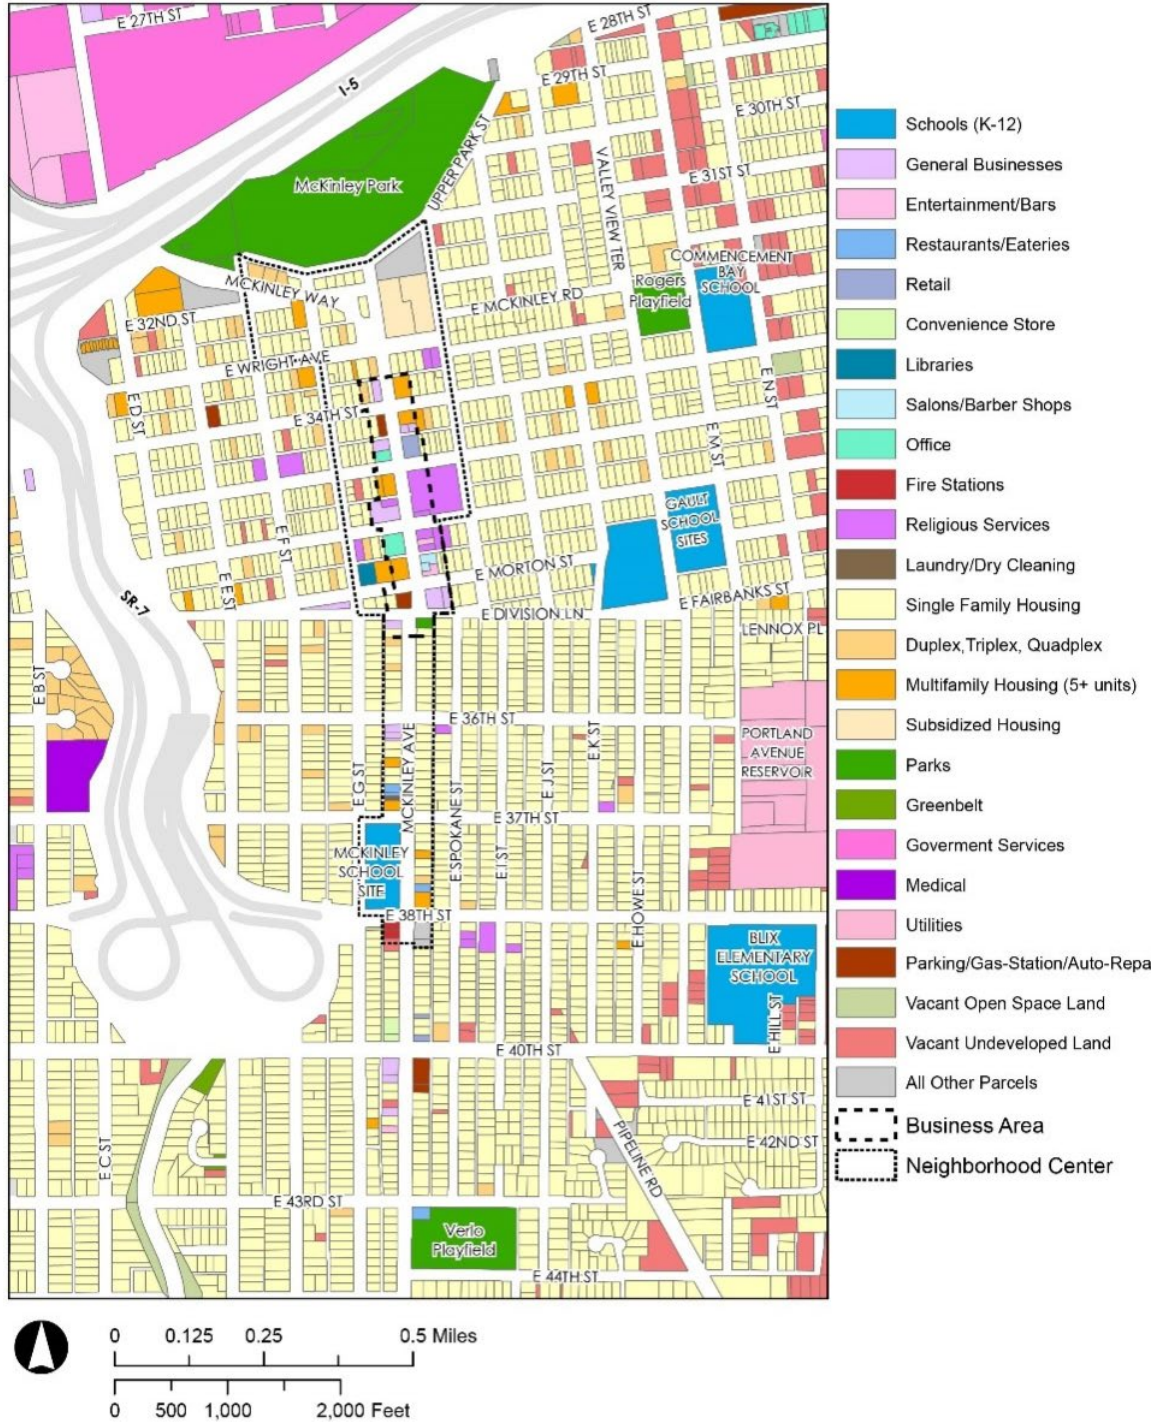 E 27TH ST
E 28TH ST
I-5
E 29TH ST
E 30TH ST
UPPER PARK ST
McKinley Park
VALLEY VIEW TER
E 31ST ST
COMMENCEMENT
BAY
SCHOOL
Rogers
Playfield
MCKINLEY WAY
E MCKINLEY RD
E 32ND ST
E WRIGHT AVE
E D ST
E 34TH ST
E N ST
E M ST
GAULT
SCHOOL
SITES
E F ST
E MORTON ST
E E ST
SR-7
E FAIRBANKS ST
E DIVISION LN
LENNOX PL
E B ST
E 36TH ST
MCKINLEY AVE
E K ST
PORTLAND
AVENUE
RESERVOIR
E G ST
E J ST
E SPOKANE ST
E 37TH ST
MCKINLEY
SCHOOL
SITE
E I ST
E HOWE ST
E 38TH ST
BLIX
ELEMENTARY
SCHOOL
E HILL ST
E 40TH ST
E 41ST ST
E 42ND ST
PIPELINE RD
E C ST
E 43RD ST
Verlo
Playfield
E 44TH ST
Schools (K-12)
General Businesses
Entertainment/Bars
Restaurants/Eateries
Retail
Convenience Store
Libraries
Salons/Barber Shops
Office
Fire Stations
Religious Services
Laundry/Dry Cleaning
Single Family Housing
Duplex,Triplex, Quadplex
Multifamily Housing (5+ units)
Subsidized Housing
Parks
Greenbelt
Goverment Services
Medical
Utilities
Parking/Gas-Station/Auto-Repa
Vacant Open Space Land
Vacant Undeveloped Land
All Other Parcels
Business Area
Neighborhood Center
0 0.125 0.25 0.5 Miles
0 500 1,000 2,000 Feet